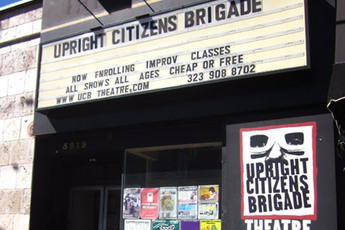 UPRIGHT CITIZENS BRIGADE
NOW ENROLLING IMPROV CLASSES
ALL SHOWS ALL AGES CHEAP OR FREE
WWW.UCB THEATRE.COM 323 908 8702
5919
UPRIGHT
CITIZENS
BRIGADE
THEATRE